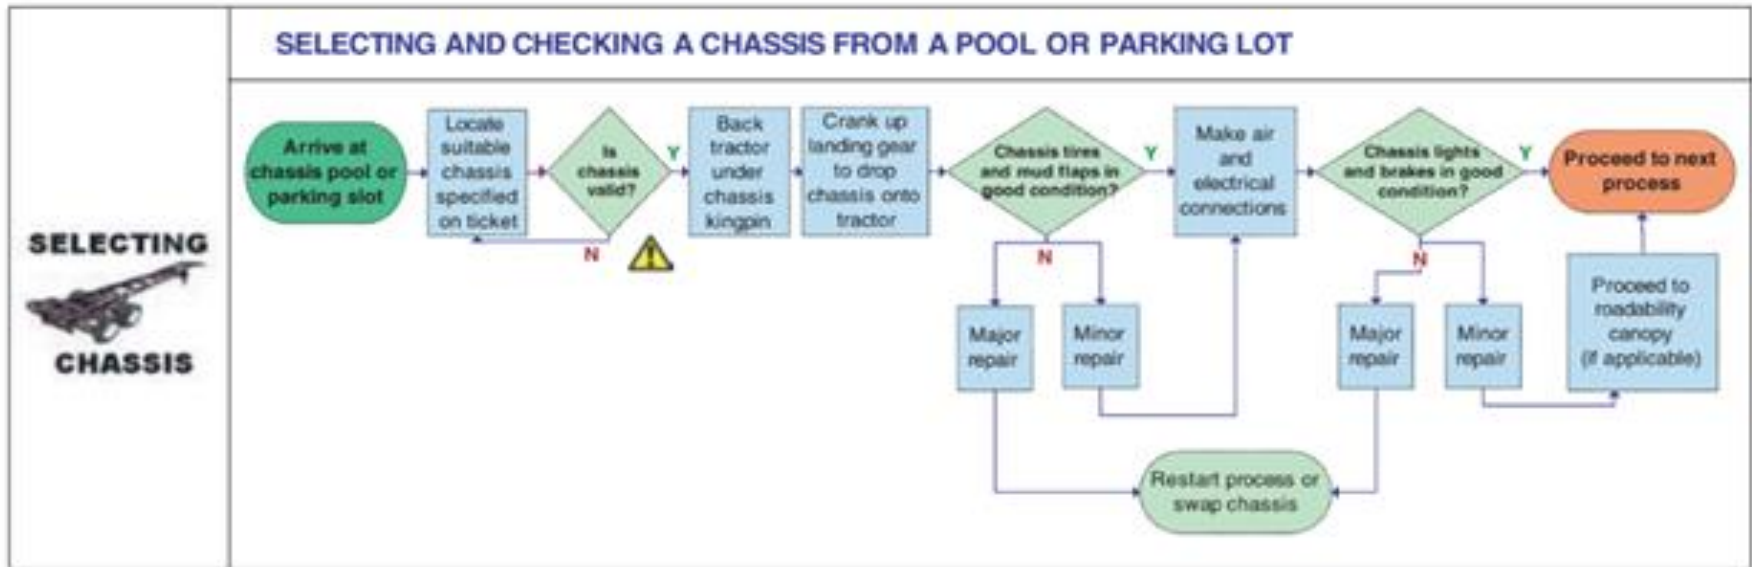 SELECTING AND CHECKING A CHASSIS FROM A POOL OR PARKING LOT
SELECTING
CHASSIS
Arrive at
chassis pool or
parking slot
Locate
suitable
chassis
specified
on ticket
Is
chassis
valid?
Y
N
Back
tractor
under
chassis
kingpin
Crank up
landing gear
to drop
chassis onto
tractor
Chassis tires
and mud flaps in
good condition?
Y
N
Major
repair
Minor
repair
Make air
and
electrical
connections
Chassis lights
and brakes in good
condition?
Y
N
Major
repair
Minor
repair
Proceed to
roadability
canopy
(if applicable)
Proceed to next
process
Restart process or
swap chassis